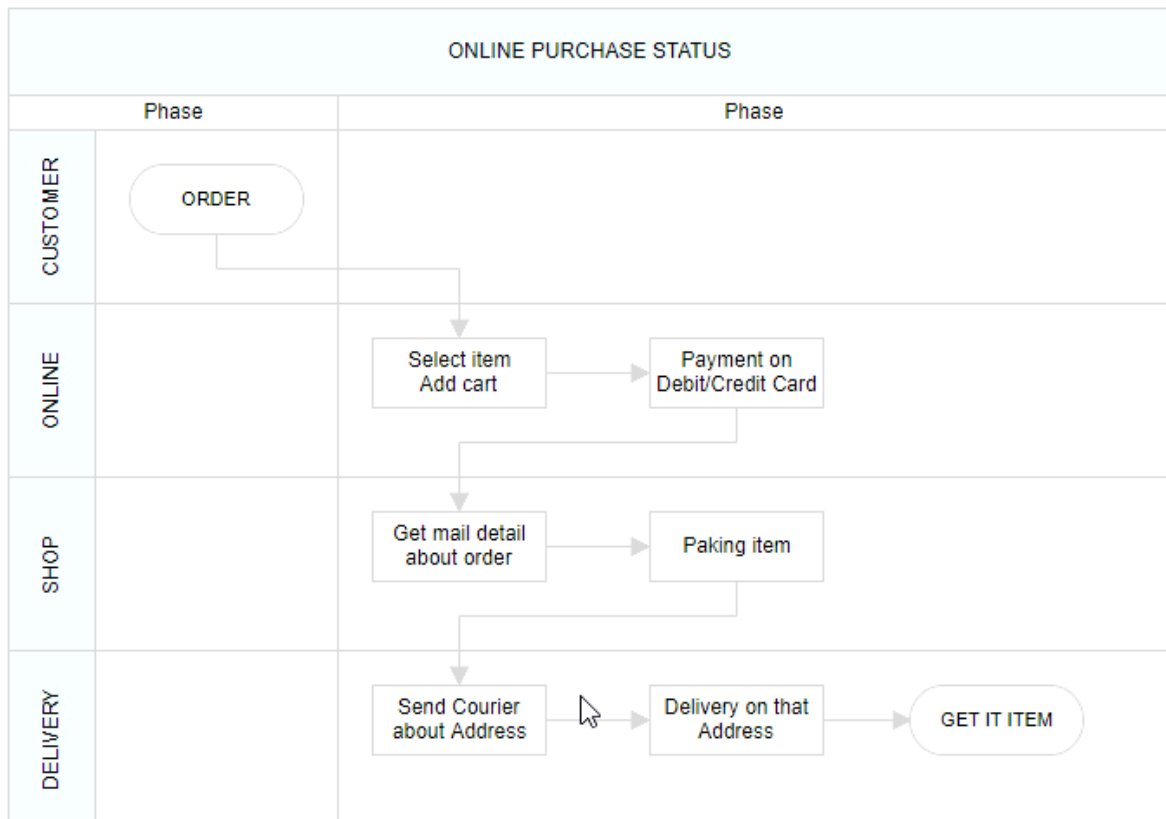 ONLINE PURCHASE STATUS
Phase
Phase
CUSTOMER
ORDER
ONLINE
Select item
Add cart
Payment on
Debit/Credit Card
SHOP
Get mail detail
about order
Paking item
DELIVERY
Send Courier
about Address
Delivery on that
Address
GET IT ITEM